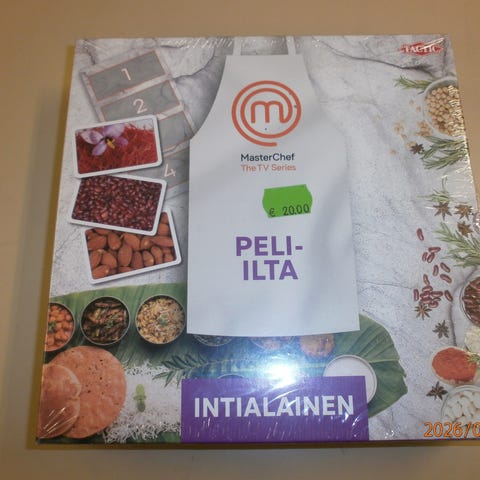 TACTIC
1
2
4
MasterChef
The TV Series
€ 20.00
PELI-
ILTA
INTIALAINEN
2026/0